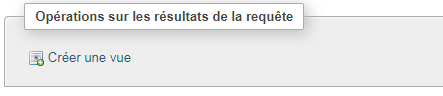 Opérations sur les résultats de la requête
Créer une vue